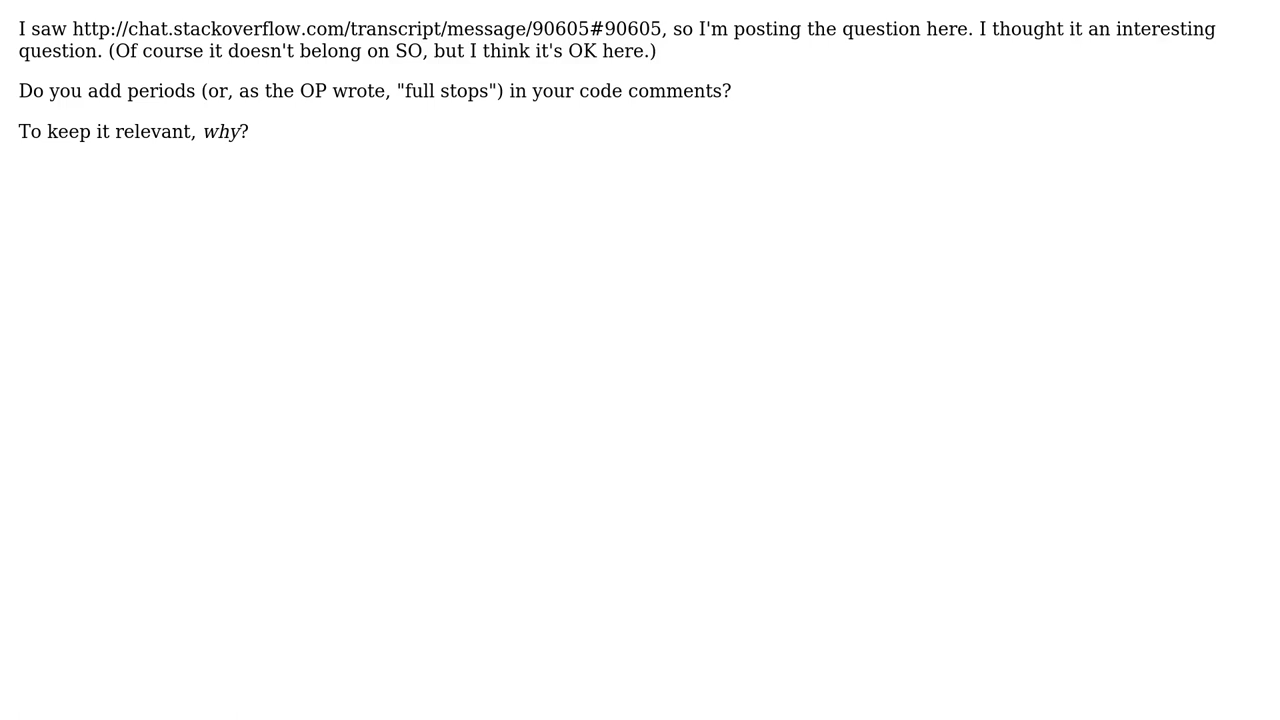 I saw http://chat.stackoverflow.com/transcript/message/90605#90605, so I'm posting the question here. I thought it an interesting
question. (Of course it doesn't belong on SO, but I think it's OK here.)
Do you add periods (or, as the OP wrote, "full stops") in your code comments?
To keep it relevant, why?